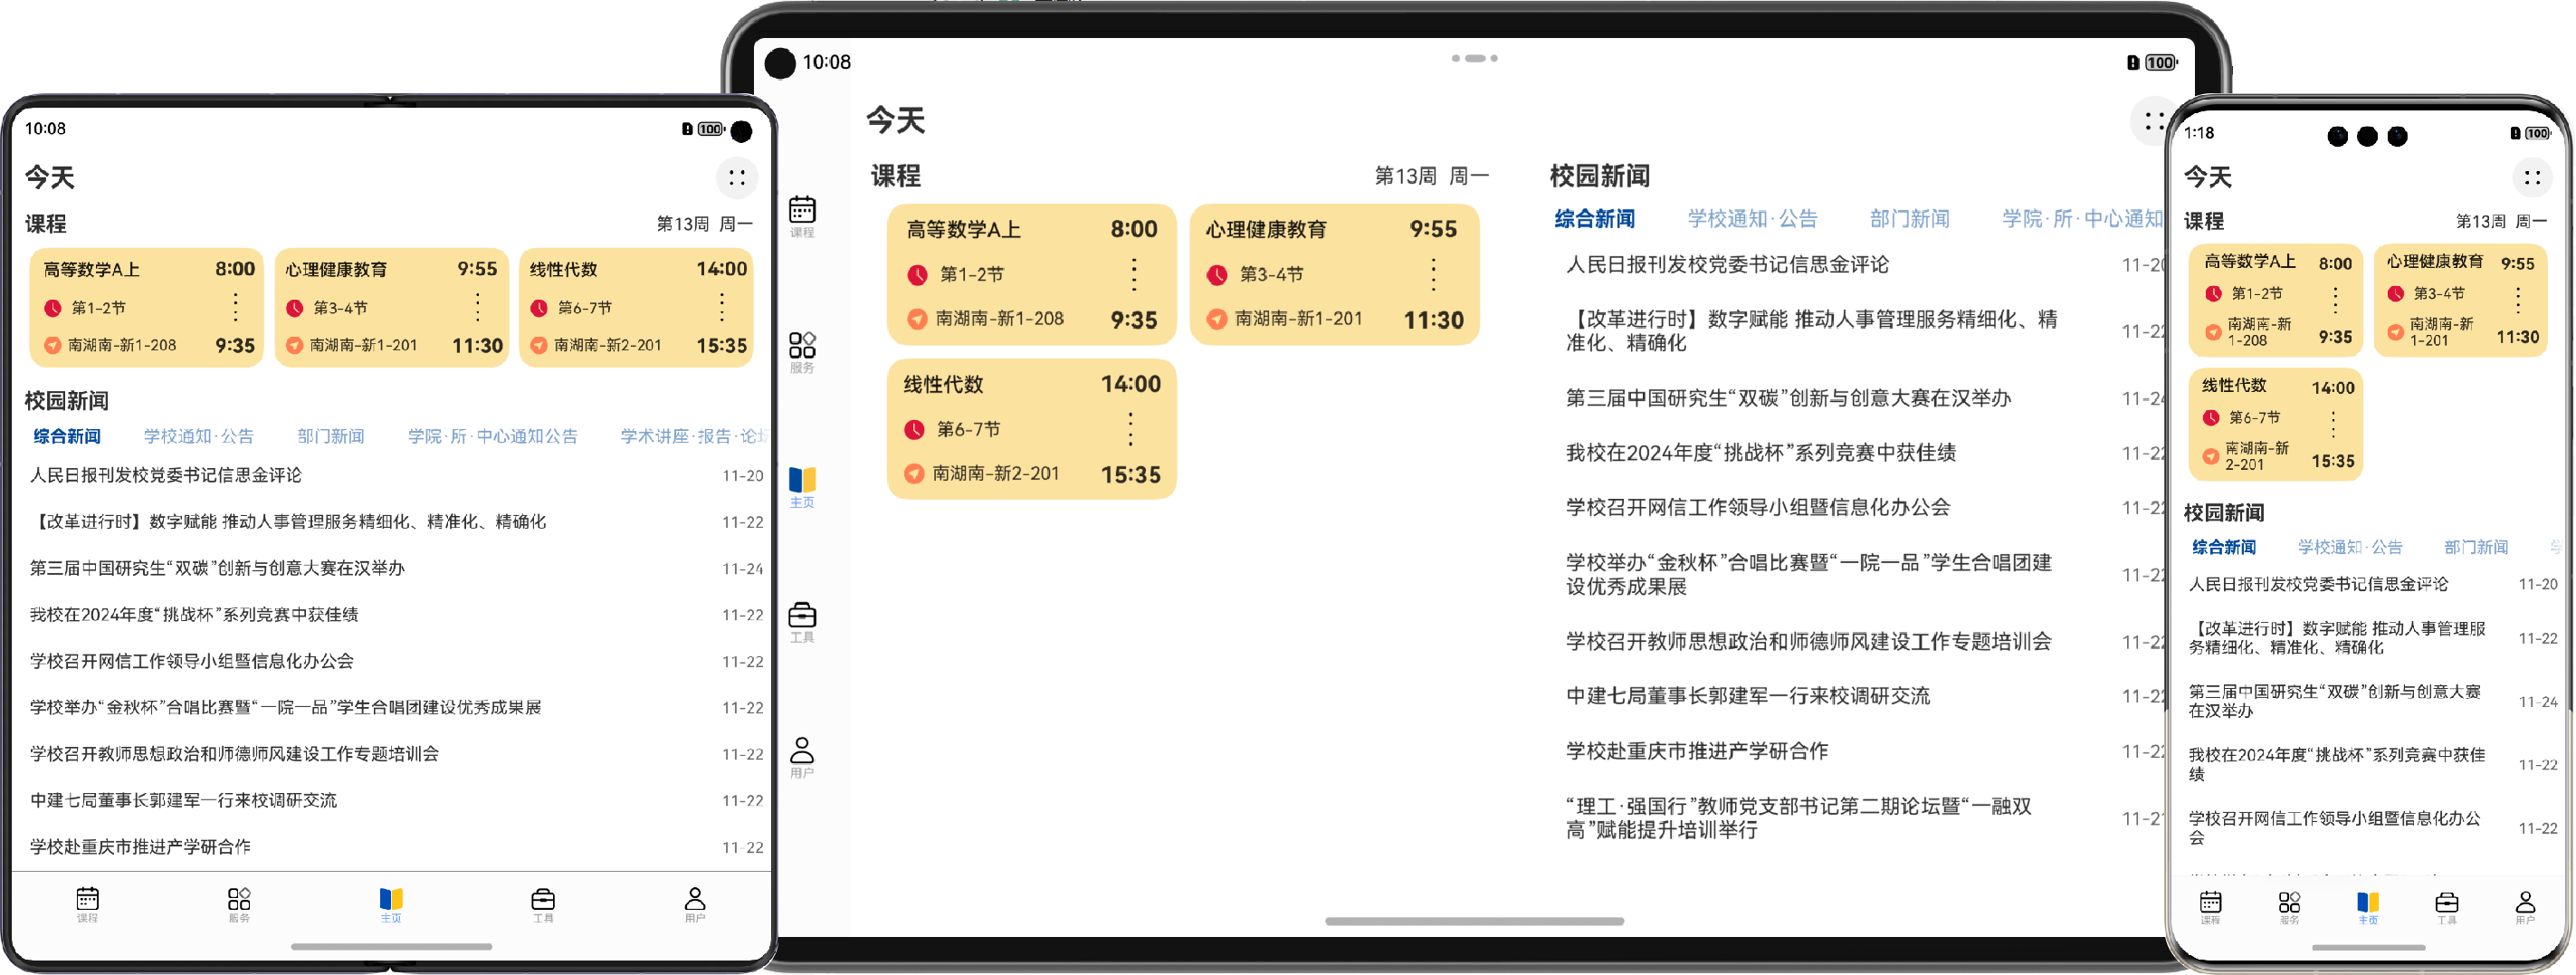 10:08
100
今天
课程
第13周 周一
高等数学A上 8:00
第1-2节
南湖南-新1-208 9:35
心理健康教育 9:55
第3-4节
南湖南-新1-201 11:30
线性代数 14:00
第6-7节
南湖南-新2-201 15:35
校园新闻
综合新闻 学校通知·公告 部门新闻 学院·所·中心通知公告 学术讲座·报告·论坛
人民日报刊发校党委书记信思金评论 11-20
【改革进行时】数字赋能 推动人事管理服务精细化、精准化、精确化 11-22
第三届中国研究生“双碳”创新与创意大赛在汉举办 11-24
我校在2024年度“挑战杯”系列竞赛中获佳绩 11-22
学校召开网信工作领导小组暨信息化办公会 11-22
学校举办“金秋杯”合唱比赛暨“一院一品”学生合唱团建设优秀成果展 11-22
学校召开教师思想政治和师德师风建设工作专题培训会 11-22
中建七局董事长郭建军一行来校调研交流 11-22
学校赴重庆市推进产学研合作 11-22
课程 服务 主页 工具 用户
10:08
100
课程
服务
主页
工具
用户
今天
课程
第13周 周一
高等数学A上 8:00
第1-2节
南湖南-新1-208 9:35
心理健康教育 9:55
第3-4节
南湖南-新1-201 11:30
线性代数 14:00
第6-7节
南湖南-新2-201 15:35
校园新闻
综合新闻 学校通知·公告 部门新闻 学院·所·中心通知
人民日报刊发校党委书记信思金评论 11-20
【改革进行时】数字赋能 推动人事管理服务精细化、精
准化、精确化 11-22
第三届中国研究生“双碳”创新与创意大赛在汉举办 11-24
我校在2024年度“挑战杯”系列竞赛中获佳绩 11-22
学校召开网信工作领导小组暨信息化办公会 11-22
学校举办“金秋杯”合唱比赛暨“一院一品”学生合唱团建
设优秀成果展 11-22
学校召开教师思想政治和师德师风建设工作专题培训会 11-22
中建七局董事长郭建军一行来校调研交流 11-22
学校赴重庆市推进产学研合作 11-22
“理工·强国行”教师党支部书记第二期论坛暨“一融双
高”赋能提升培训举行
1:18
100
今天
课程
第13周 周一
高等数学A上 8:00
第1-2节
南湖南-新
1-208 9:35
心理健康教育 9:55
第3-4节
南湖南-新
1-201 11:30
线性代数 14:00
第6-7节
南湖南-新
2-201 15:35
校园新闻
综合新闻 学校通知·公告 部门新闻
人民日报刊发校党委书记信思金评论 11-20
【改革进行时】数字赋能 推动人事管理服
务精细化、精准化、精确化 11-22
第三届中国研究生“双碳”创新与创意大赛
在汉举办 11-24
我校在2024年度“挑战杯”系列竞赛中获佳
绩 11-22
学校召开网信工作领导小组暨信息化办公
会 11-22
课程 服务 主页 工具 用户